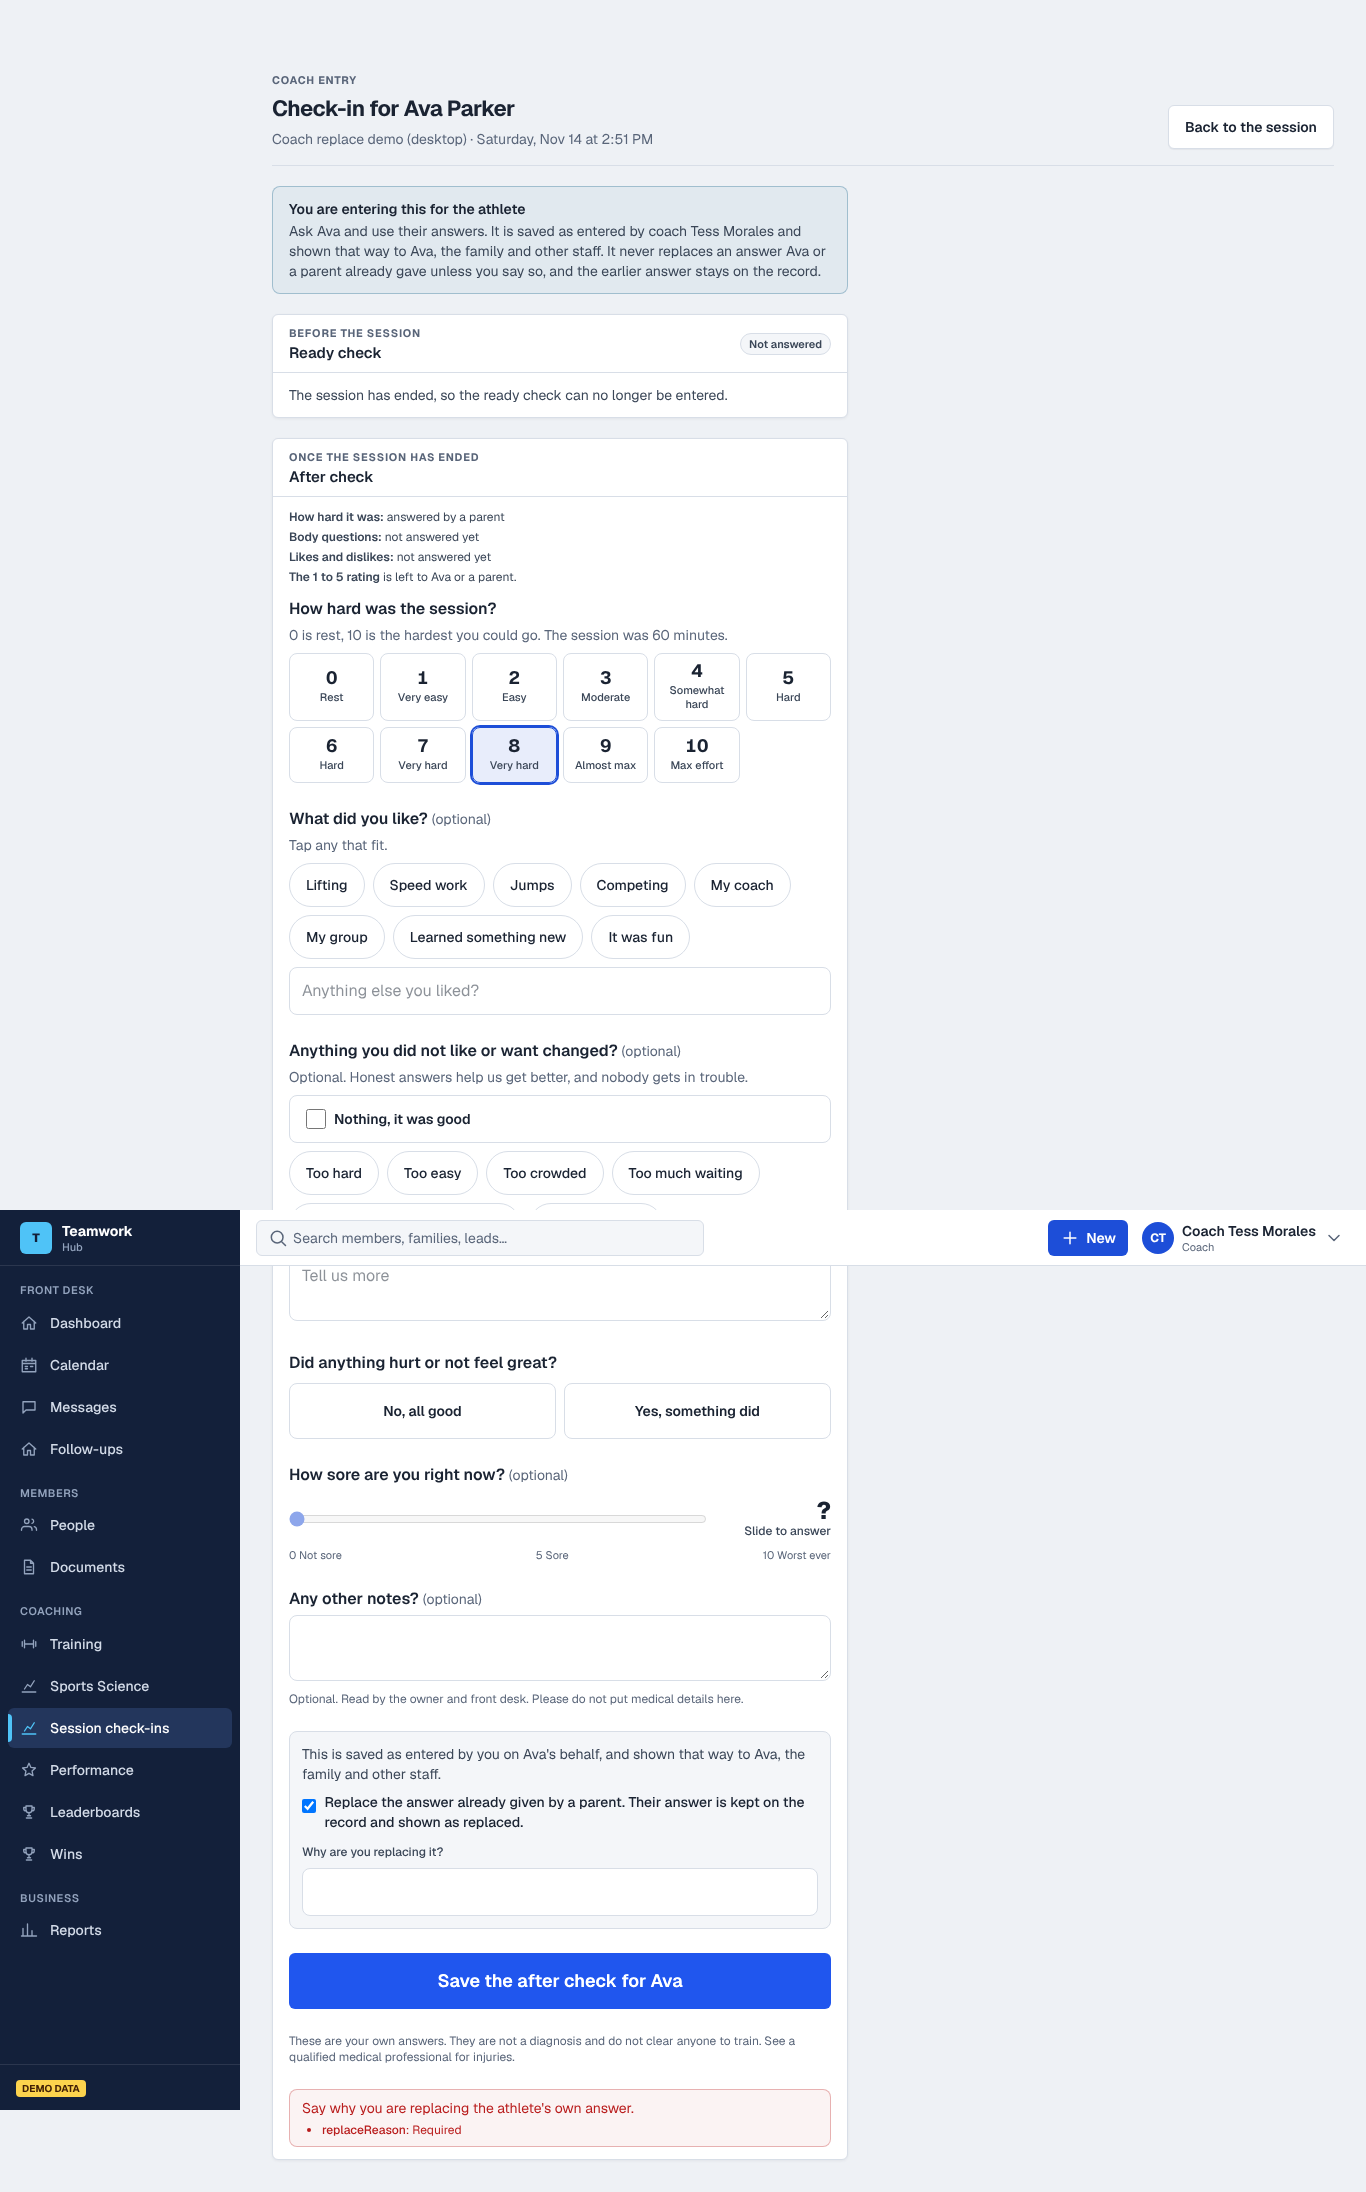 COACH ENTRY
Check-in for Ava Parker
Coach replace demo (desktop) · Saturday, Nov 14 at 2:51 PM
Back to the session
You are entering this for the athlete
Ask Ava and use their answers. It is saved as entered by coach Tess Morales and
shown that way to Ava, the family and other staff. It never replaces an answer Ava or
a parent already gave unless you say so, and the earlier answer stays on the record.
BEFORE THE SESSION
Ready check
Not answered
The session has ended, so the ready check can no longer be entered.
ONCE THE SESSION HAS ENDED
After check
How hard it was: answered by a parent
Body questions: not answered yet
Likes and dislikes: not answered yet
The 1 to 5 rating is left to Ava or a parent.
How hard was the session?
0 is rest, 10 is the hardest you could go. The session was 60 minutes.
0
Rest
1
Very easy
2
Easy
3
Moderate
4
Somewhat
hard
5
Hard
6
Hard
7
Very hard
8
Very hard
9
Almost max
10
Max effort
What did you like? (optional)
Tap any that fit.
Lifting
Speed work
Jumps
Competing
My coach
My group
Learned something new
It was fun
Anything else you liked?
Anything you did not like or want changed? (optional)
Optional. Honest answers help us get better, and nobody gets in trouble.
Nothing, it was good
Too hard
Too easy
Too crowded
Too much waiting
T
Teamwork
Hub
Search members, families, leads...
New
CT
Coach Tess Morales
Coach
FRONT DESK
Dashboard
Calendar
Messages
Follow-ups
MEMBERS
People
Documents
COACHING
Training
Sports Science
Session check-ins
Performance
Leaderboards
Wins
BUSINESS
Reports
DEMO DATA
Tell us more
Did anything hurt or not feel great?
No, all good
Yes, something did
How sore are you right now? (optional)
?
Slide to answer
0 Not sore
5 Sore
10 Worst ever
Any other notes? (optional)
Optional. Read by the owner and front desk. Please do not put medical details here.
This is saved as entered by you on Ava's behalf, and shown that way to Ava, the
family and other staff.
Replace the answer already given by a parent. Their answer is kept on the
record and shown as replaced.
Why are you replacing it?
Save the after check for Ava
These are your own answers. They are not a diagnosis and do not clear anyone to train. See a
qualified medical professional for injuries.
Say why you are replacing the athlete's own answer.
• replaceReason: Required